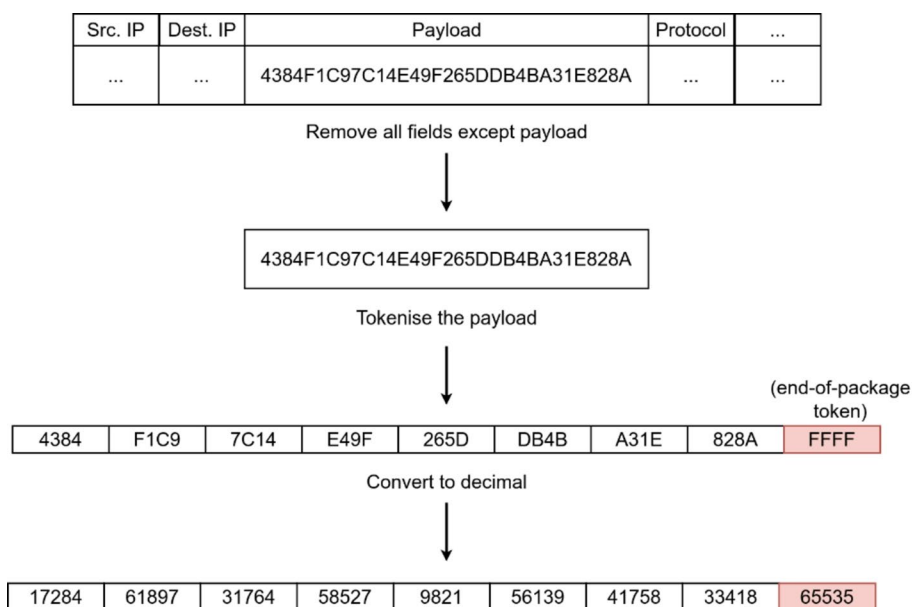 Src. IP Dest. IP Payload Protocol ...
... ... 4384F1C97C14E49F265DDB4BA31E828A ... ...
Remove all fields except payload
4384F1C97C14E49F265DDB4BA31E828A
Tokenise the payload
(end-of-package
token)
4384 F1C9 7C14 E49F 265D DB4B A31E 828A FFFF
Convert to decimal
17284 61897 31764 58527 9821 56139 41758 33418 65535